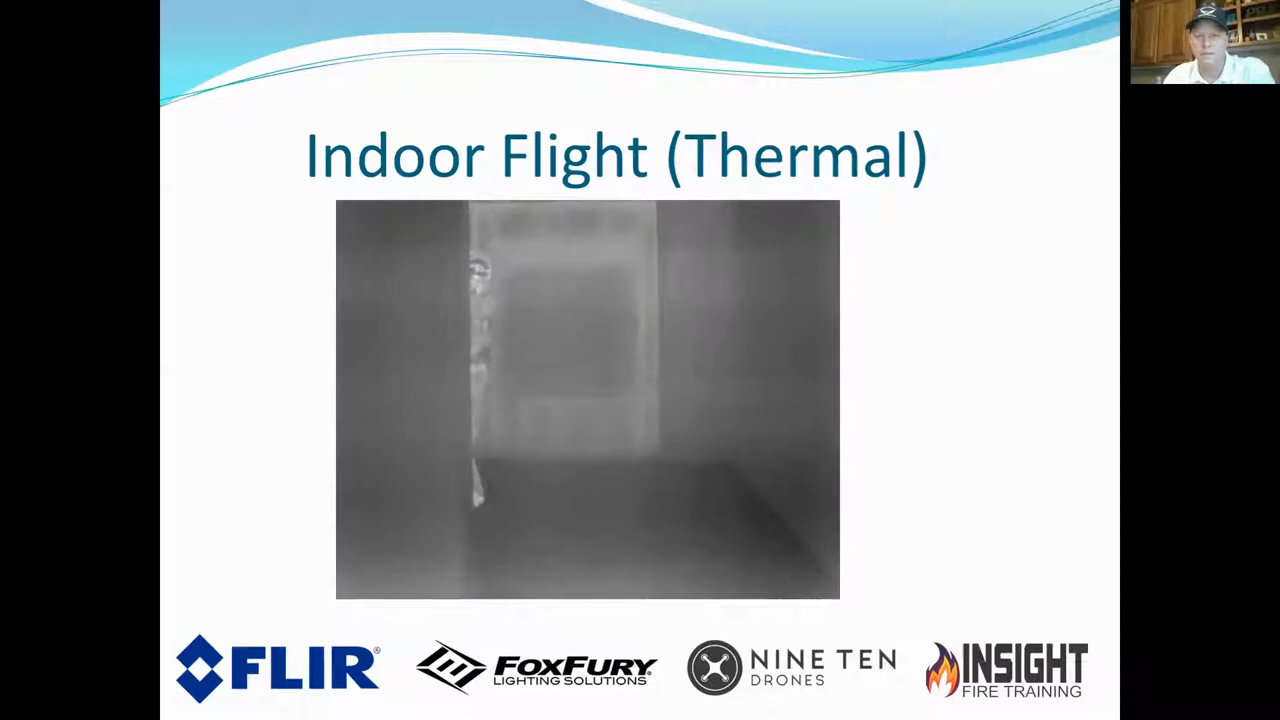 Indoor Flight (Thermal)
FLIR®
FOXFURY
LIGHTING SOLUTIONS
NINE TEN
DRONES
INSIGHT
FIRE TRAINING